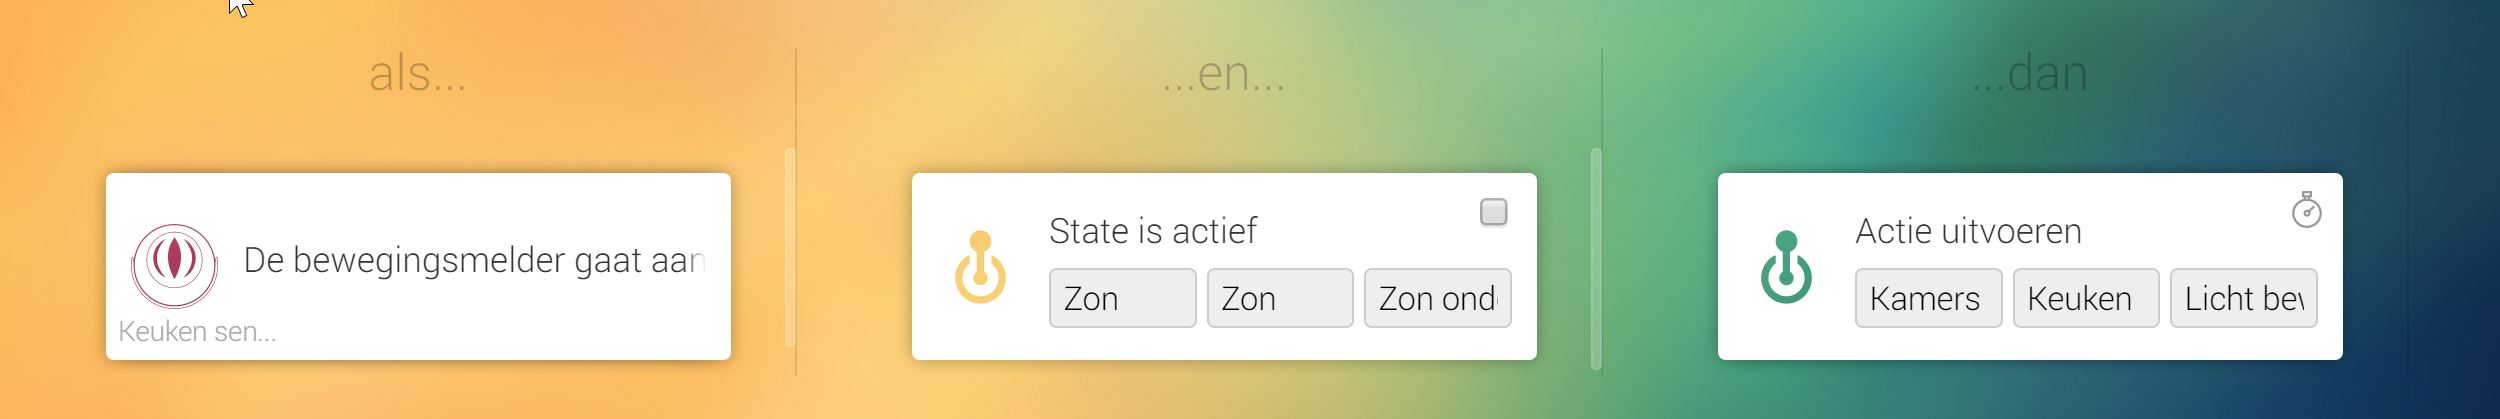 als...
...en...
...dan
De bewegingsmelder gaat aan
Keuken sen...
State is actief
Zon
Zon
Zon ond
Actie uitvoeren
Kamers
Keuken
Licht bew